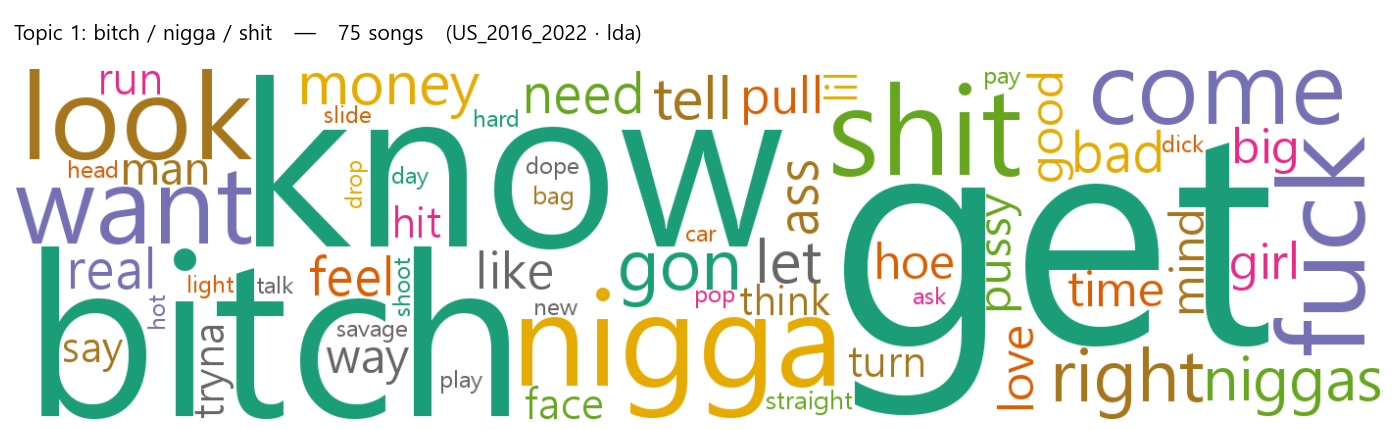 Topic 1: bitch / nigga / shit — 75 songs (US_2016_2022 · lda)
look
run
know
money
slide
hard
need
tell
pull
lil
shit
pay
good
come
bad
dick
big
fuck
head
man
want
drop
day
hit
dope
bag
ass
car
get
hoe
ask
pussy
time
mind
girl
bitch
real
hot
light
talk
feel
shoot
like
new
gon
let
pop
think
nigga
say
tryna
savage
way
play
face
straight
turn
love
right
niggas